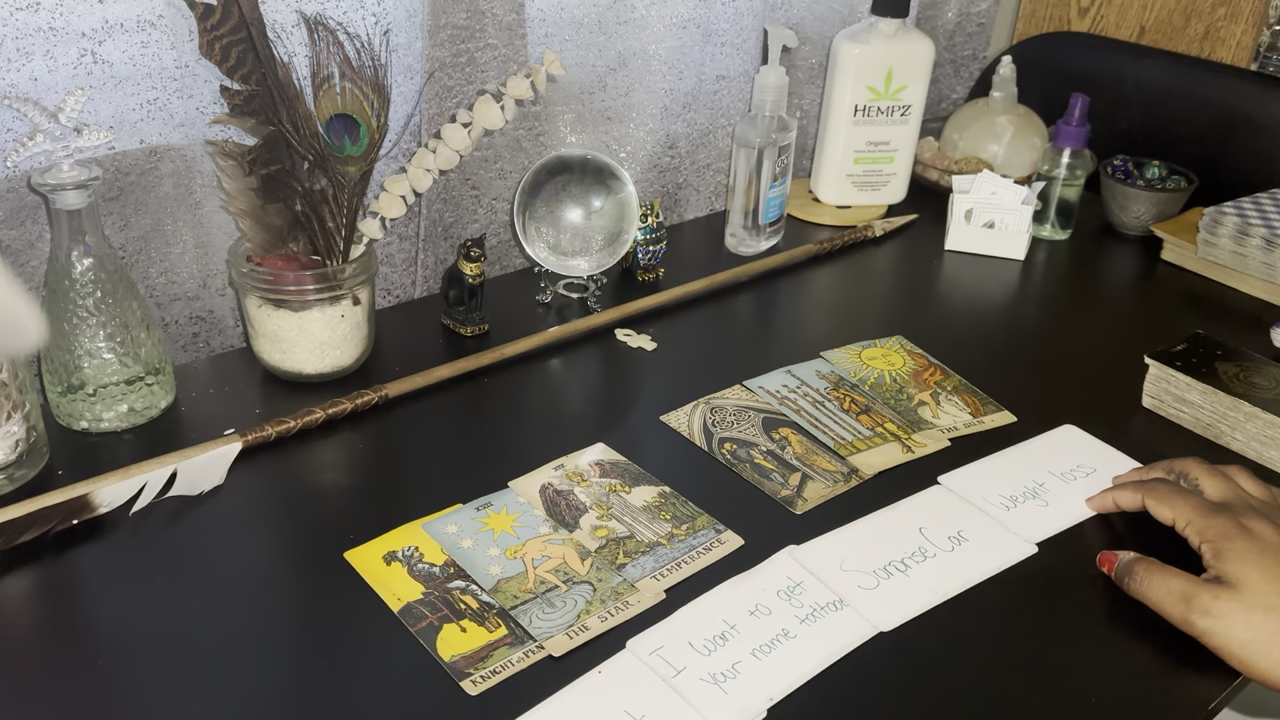 HEMPZ
Original
XVII
XIV
KNIGHT of PEN
THE STAR.
TEMPERANCE.
THE SUN.
Weight loss
Surprise Car
I want to get
your name tattoo